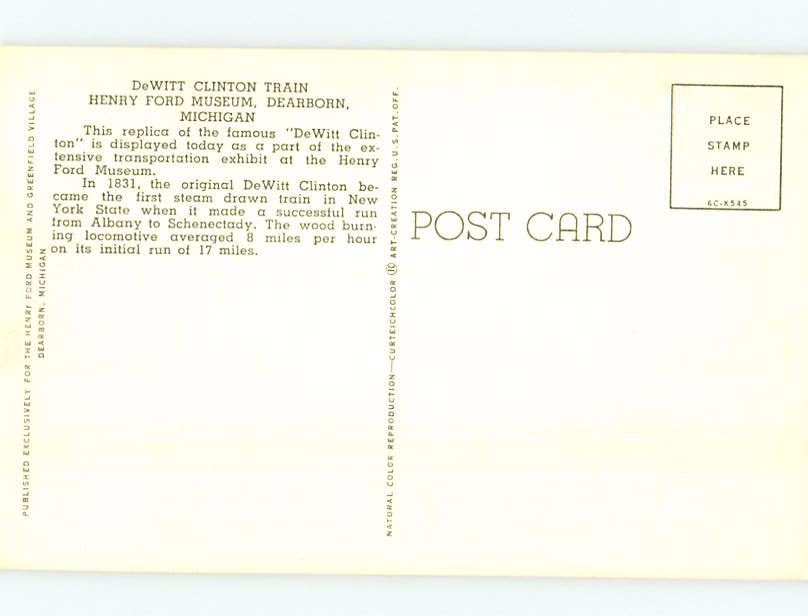 DeWITT CLINTON TRAIN
HENRY FORD MUSEUM, DEARBORN,
MICHIGAN
This replica of the famous "DeWitt Clin-
ton" is displayed today as a part of the ex-
tensive transportation exhibit at the Henry
Ford Museum.
In 1831, the original DeWitt Clinton be-
came the first steam drawn train in New
York State when it made a successful run
from Albany to Schenectady. The wood burn-
ing locomotive averaged 8 miles per hour
on its initial run of 17 miles.
PUBLISHED EXCLUSIVELY FOR THE HENRY FORD MUSEUM AND GREENFIELD VILLAGE
DEARBORN, MICHIGAN
NATURAL COLOR REPRODUCTION—CURTEICHCOLOR ® ART-CREATION REG. U. S. PAT. OFF.
POST CARD
PLACE
STAMP
HERE
6C-K545